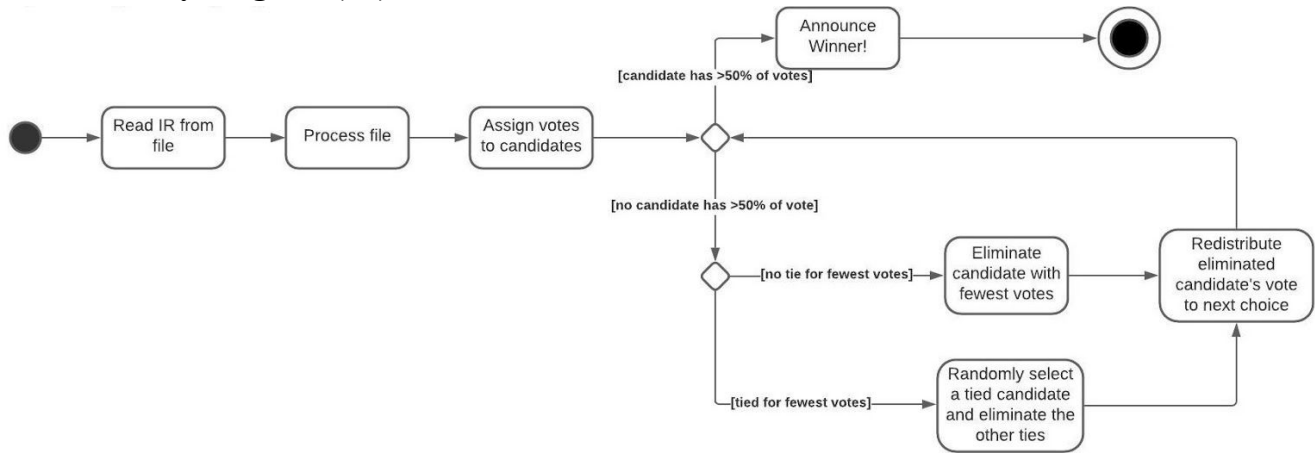 Announce
Winner!
[candidate has >50% of votes]
Read IR from
file
Process file
Assign votes
to candidates
[no candidate has >50% of vote]
[no tie for fewest votes]
Eliminate
candidate with
fewest votes
Redistribute
eliminated
candidate's vote
to next choice
[tied for fewest votes]
Randomly select
a tied candidate
and eliminate the
other ties